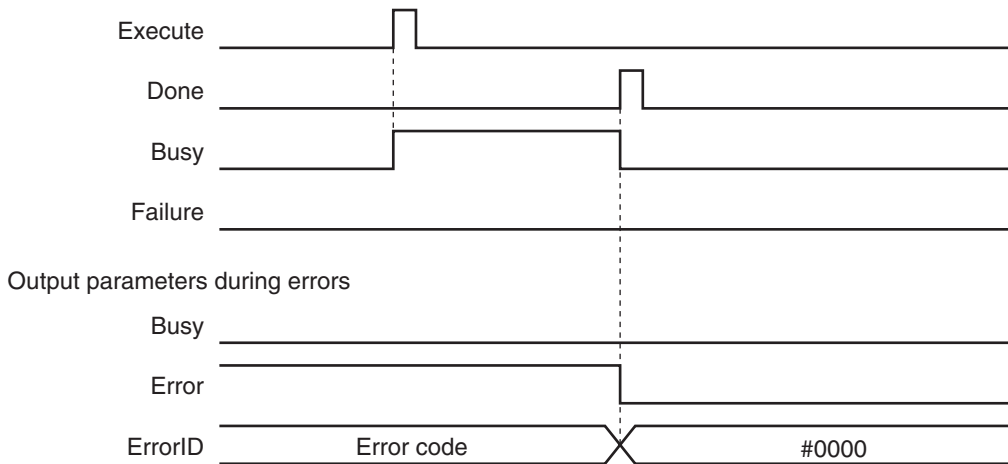 Execute
Done
Busy
Failure
Output parameters during errors
Busy
Error
ErrorID Error code #0000